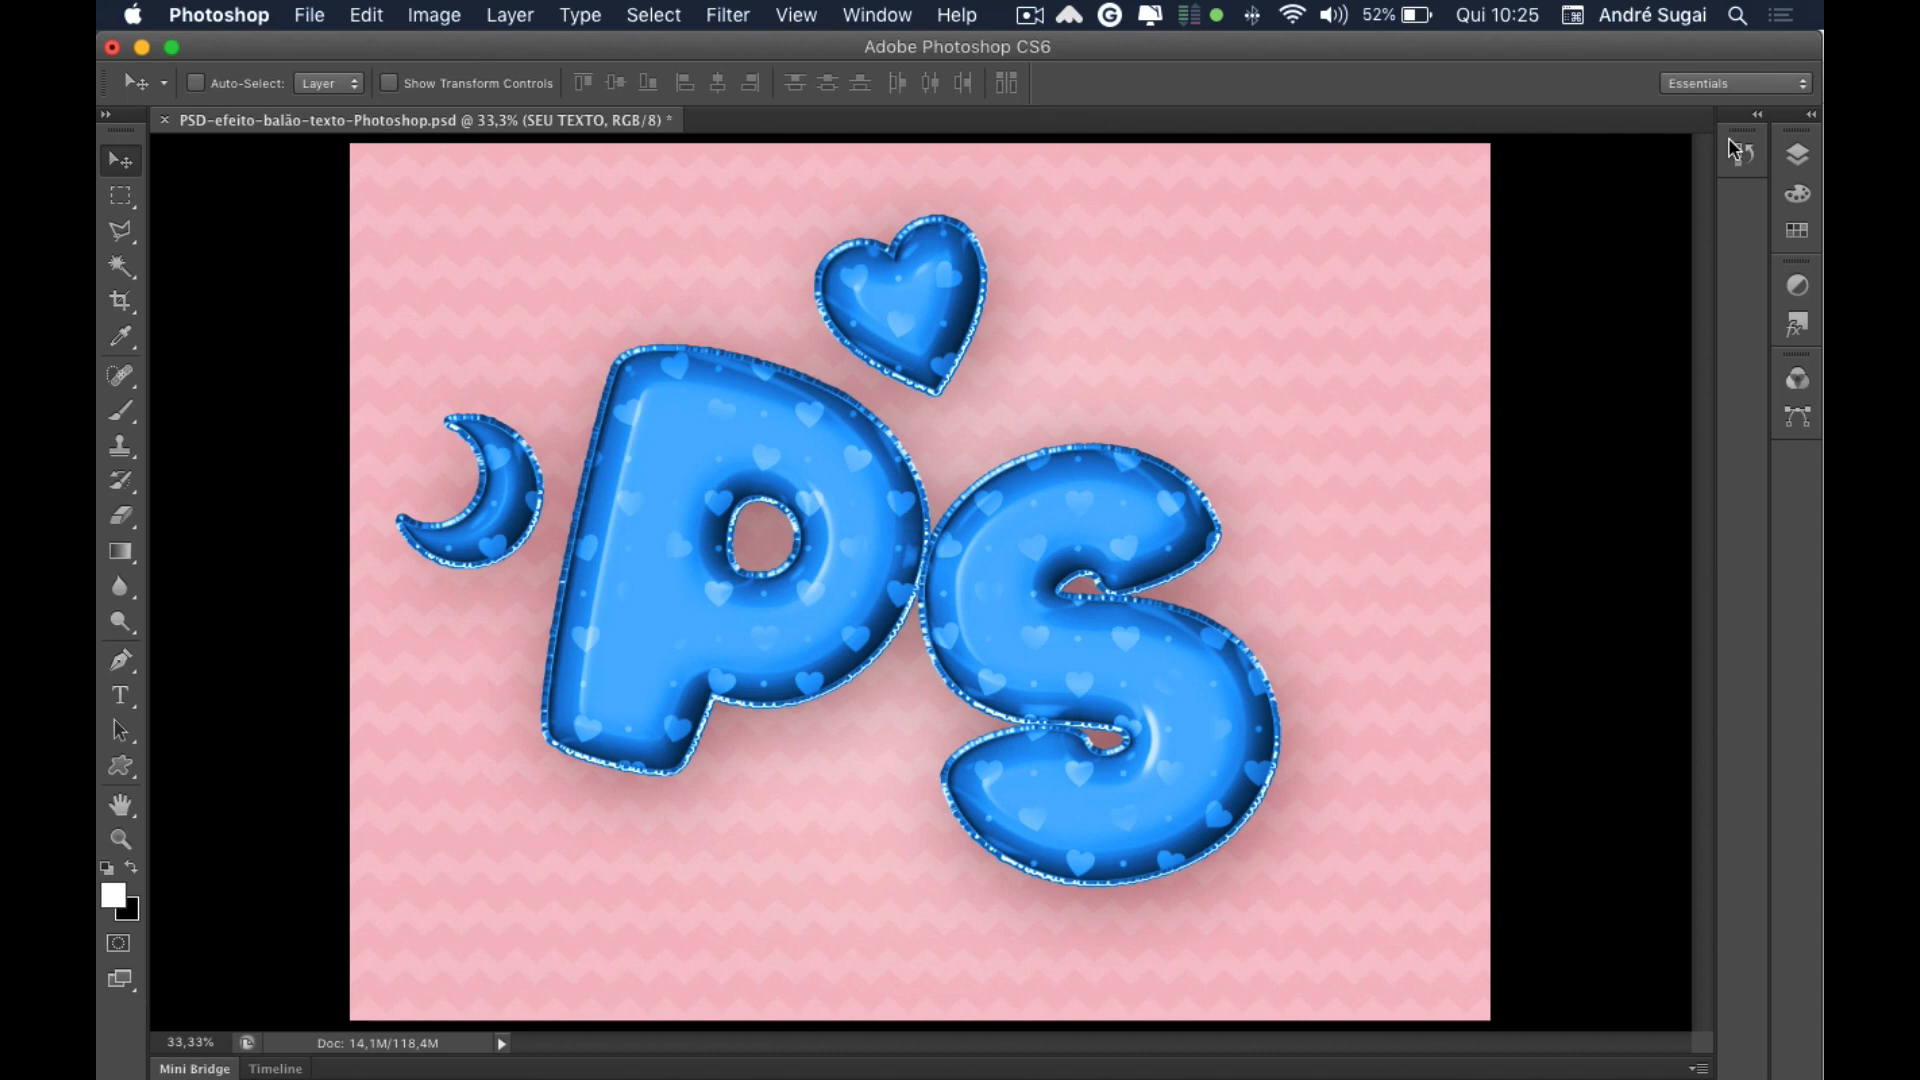 Photoshop File Edit Image Layer Type Select Filter View Window Help 52% Qui 10:25 André Sugai
Adobe Photoshop CS6
Auto-Select: Layer Show Transform Controls Essentials
× PSD-efeito-balão-texto-Photoshop.psd @ 33,3% (SEU TEXTO, RGB/8) *
PS
33,33% Doc: 14,1M/118,4M
Mini Bridge Timeline